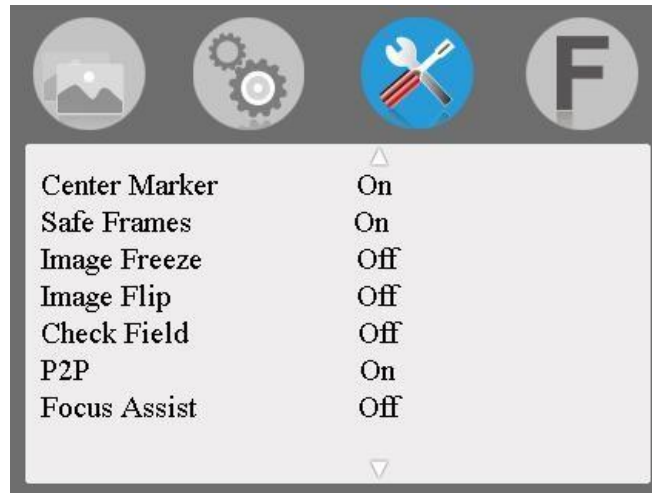 F
Center Marker On
Safe Frames On
Image Freeze Off
Image Flip Off
Check Field Off
P2P On
Focus Assist Off